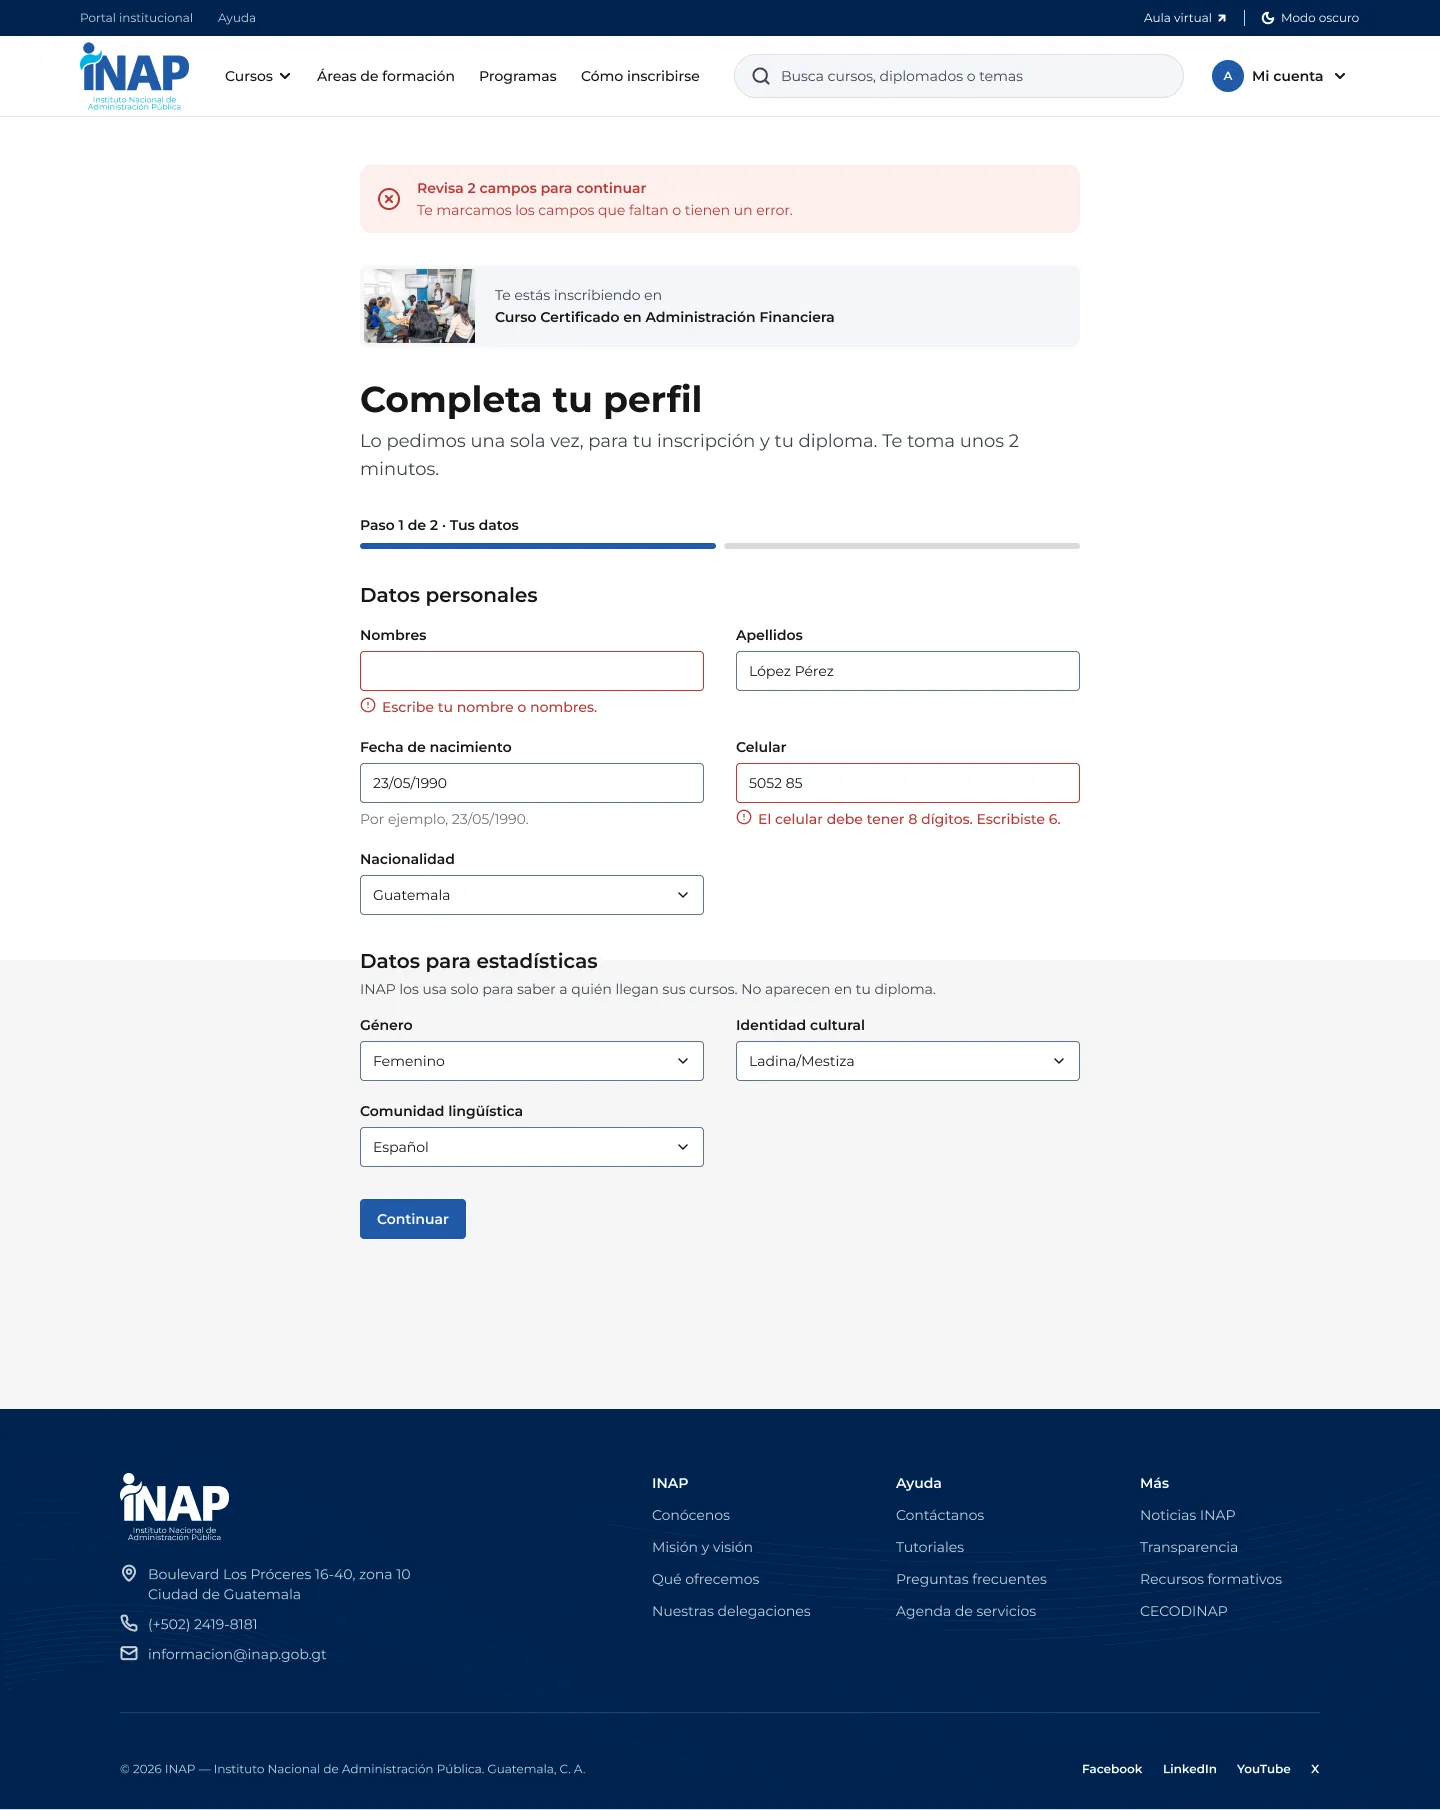 Portal institucional
Ayuda
Aula virtual
Modo oscuro
INAP
Instituto Nacional de
Administración Pública
Cursos
Áreas de formación
Programas
Cómo inscribirse
Busca cursos, diplomados o temas
A
Mi cuenta
Revisa 2 campos para continuar
Te marcamos los campos que faltan o tienen un error.
Te estás inscribiendo en
Curso Certificado en Administración Financiera
Completa tu perfil
Lo pedimos una sola vez, para tu inscripción y tu diploma. Te toma unos 2
minutos.
Paso 1 de 2 · Tus datos
Datos personales
Nombres
Apellidos
López Pérez
Escribe tu nombre o nombres.
Fecha de nacimiento
Celular
23/05/1990
5052 85
Por ejemplo, 23/05/1990.
El celular debe tener 8 dígitos. Escribiste 6.
Nacionalidad
Guatemala
Datos para estadísticas
INAP los usa solo para saber a quién llegan sus cursos. No aparecen en tu diploma.
Género
Identidad cultural
Femenino
Ladina/Mestiza
Comunidad lingüística
Español
Continuar
INAP
Instituto Nacional de
Administración Pública
Boulevard Los Próceres 16-40, zona 10
Ciudad de Guatemala
(+502) 2419-8181
informacion@inap.gob.gt
INAP
Conócenos
Misión y visión
Qué ofrecemos
Nuestras delegaciones
Ayuda
Contáctanos
Tutoriales
Preguntas frecuentes
Agenda de servicios
Más
Noticias INAP
Transparencia
Recursos formativos
CECODINAP
© 2026 INAP — Instituto Nacional de Administración Pública. Guatemala, C. A.
Facebook
LinkedIn
YouTube
X